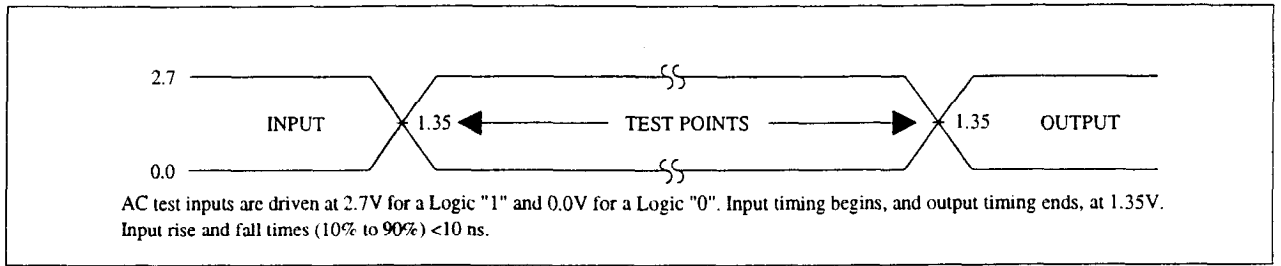 2.7
INPUT 1.35 TEST POINTS 1.35 OUTPUT
0.0
AC test inputs are driven at 2.7V for a Logic "1" and 0.0V for a Logic "0". Input timing begins, and output timing ends, at 1.35V.
Input rise and fall times (10% to 90%) <10 ns.